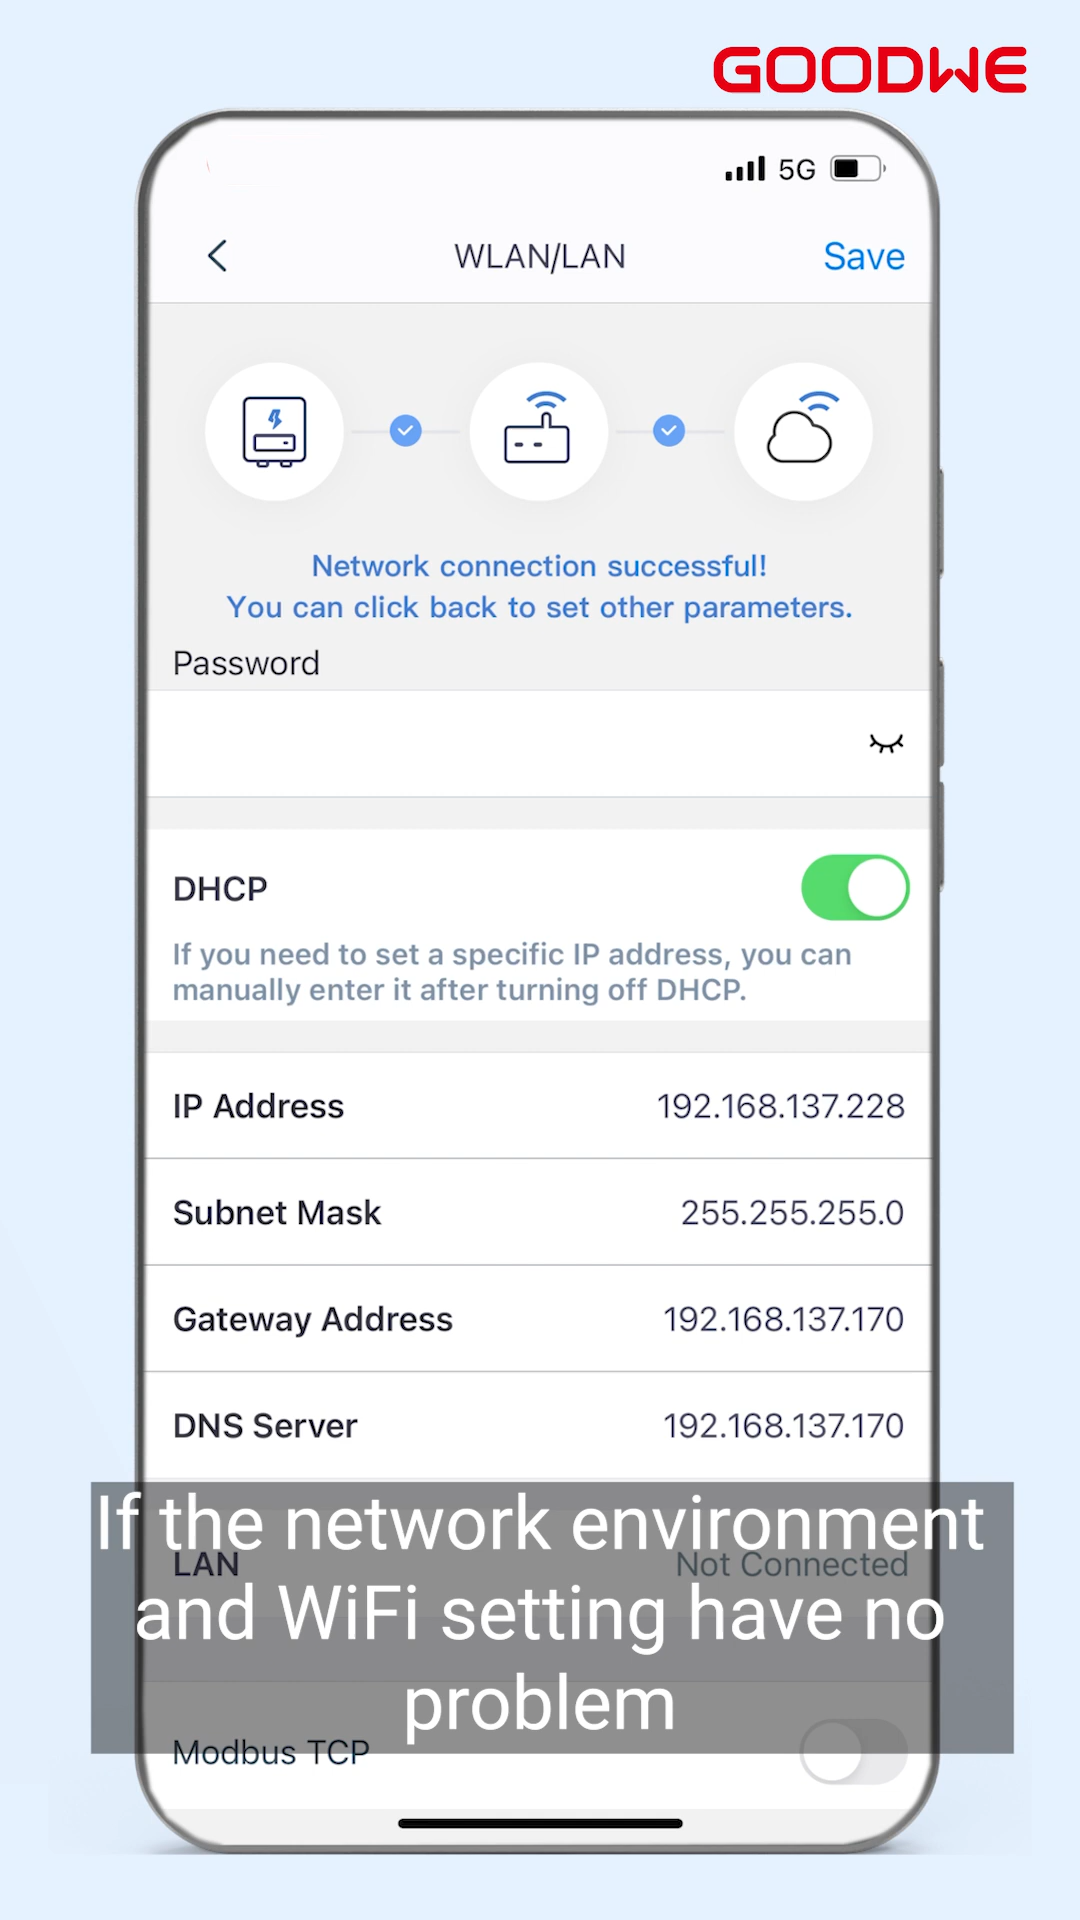 GOODWE
5G
WLAN/LAN
Save
Network connection successful!
You can click back to set other parameters.
Password
DHCP
If you need to set a specific IP address, you can
manually enter it after turning off DHCP.
IP Address
192.168.137.228
Subnet Mask
255.255.255.0
Gateway Address
192.168.137.170
DNS Server
192.168.137.170
If the network environment
LAN
Not Connected
and WiFi setting have no
problem
Modbus TCP